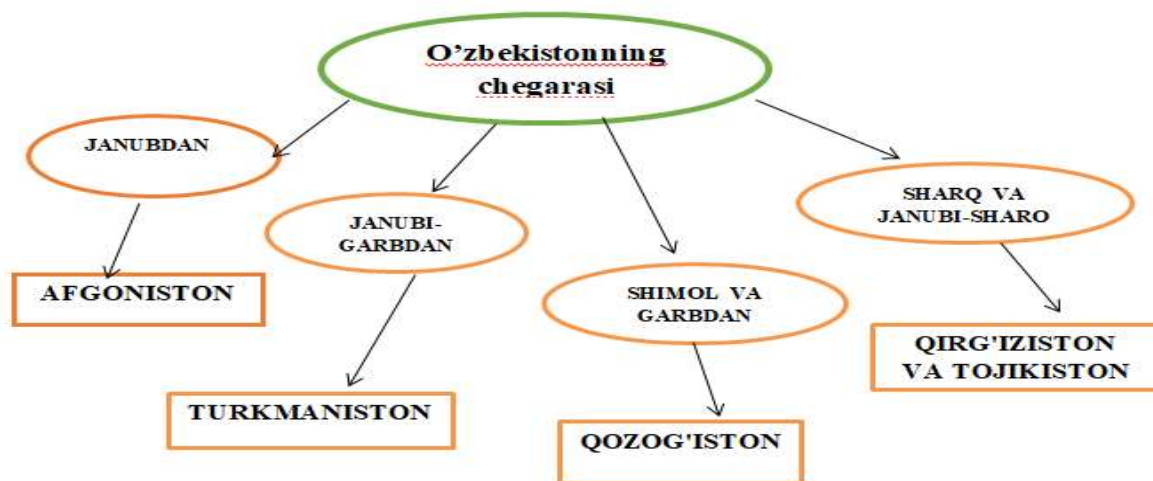 O’zbekistonning
chegarasi
JANUBDAN
AFGONISTON
JANUBI-
GARBDAN
TURKMANISTON
SHIMOL VA
GARBDAN
QOZOG'ISTON
SHARQ VA
JANUBI-SHARO
QIRG'IZISTON
VA TOJIKISTON